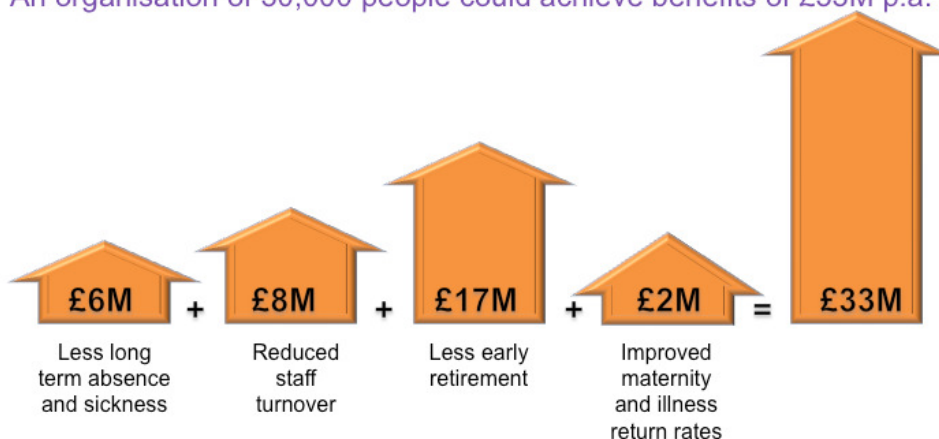 An organisation of people could achieve benefits of £33M p.a.
£6M + £8M + £17M + £2M = £33M
Less long Reduced Less early Improved
term absence staff retirement maternity
and sickness turnover and illness
return rates